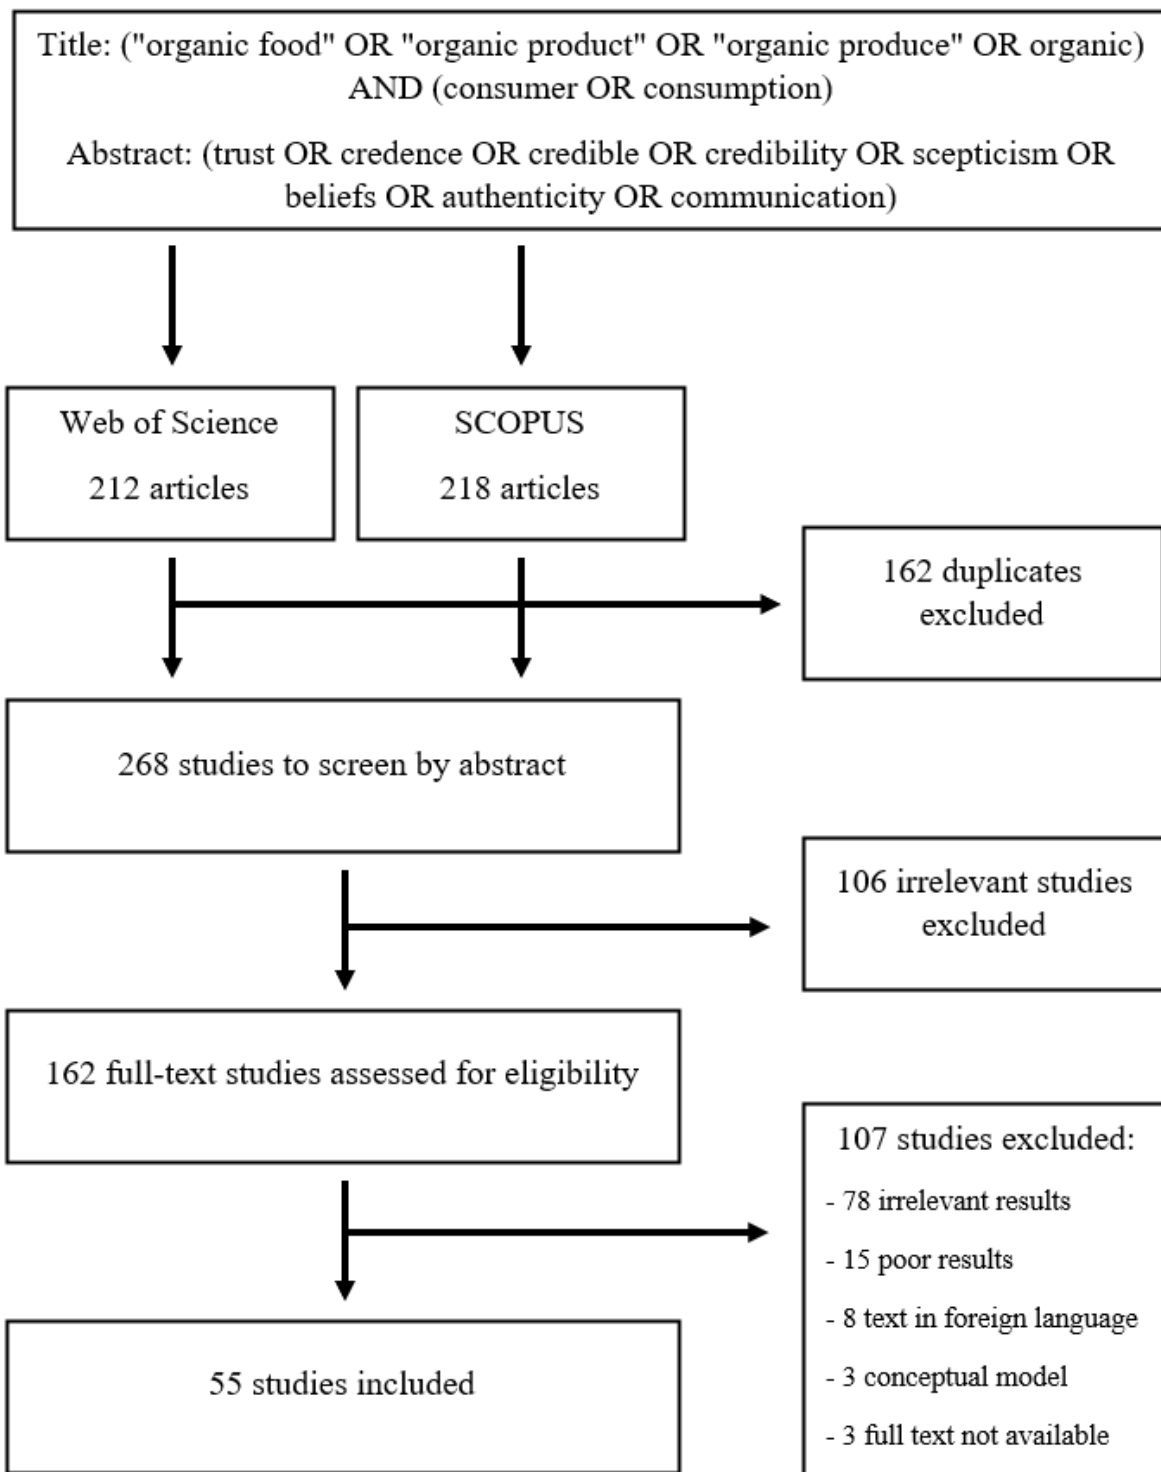 Title: ("organic food" OR "organic product" OR "organic produce" OR organic)
AND (consumer OR consumption)
Abstract: (trust OR credence OR credible OR credibility OR scepticism OR
beliefs OR authenticity OR communication)
Web of Science
212 articles
SCOPUS
218 articles
162 duplicates
excluded
268 studies to screen by abstract
106 irrelevant studies
excluded
162 full-text studies assessed for eligibility
107 studies excluded:
- 78 irrelevant results
- 15 poor results
- 8 text in foreign language
- 3 conceptual model
- 3 full text not available
55 studies included